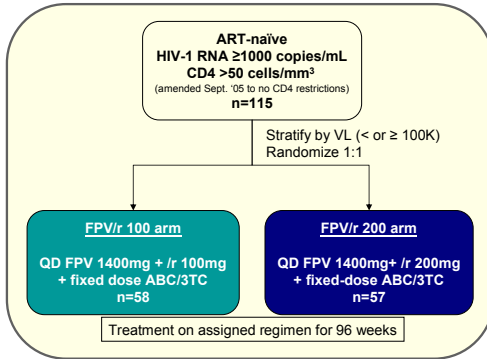 ART-naïve
HIV-1 RNA ≥1000 copies/mL
CD4 >50 cells/mm³
(amended Sept. '05 to no CD4 restrictions)
n=115
Stratify by VL (< or ≥ 100K)
Randomize 1:1
FPV/r 100 arm
QD FPV 1400mg + /r 100mg
+ fixed dose ABC/3TC
n=58
FPV/r 200 arm
QD FPV 1400mg+ /r 200mg
+ fixed-dose ABC/3TC
n=57
Treatment on assigned regimen for 96 weeks